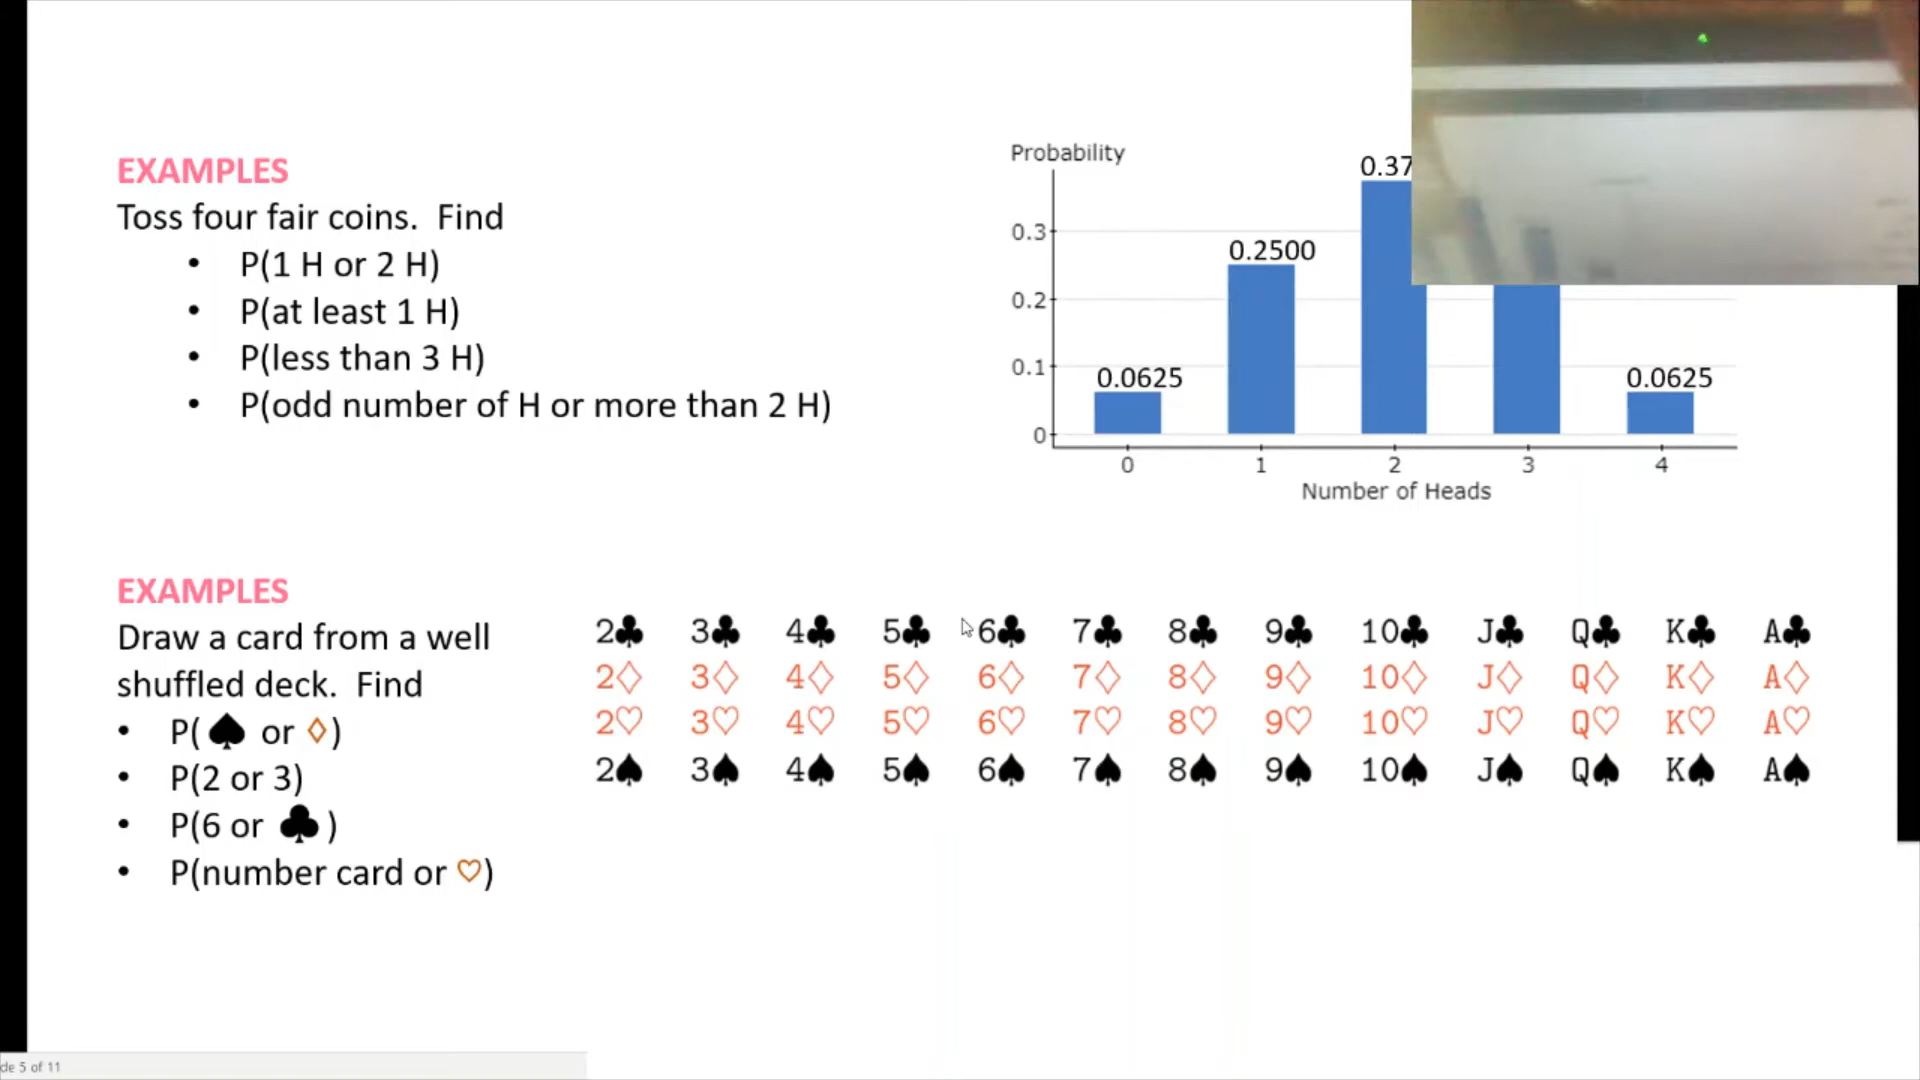 EXAMPLES
Toss four fair coins. Find
• P(1 H or 2 H)
• P(at least 1 H)
• P(less than 3 H)
• P(odd number of H or more than 2 H)
Probability
0.37
0.2500
0.0625
0.0625
0.3
0.2
0.1
0
0 1 2 3 4
Number of Heads
EXAMPLES
Draw a card from a well
shuffled deck. Find
• P(♠ or ♢)
• P(2 or 3)
• P(6 or ♣)
• P(number card or ♡)
2♣ 3♣ 4♣ 5♣ 6♣ 7♣ 8♣ 9♣ 10♣ J♣ Q♣ K♣ A♣
2♢ 3♢ 4♢ 5♢ 6♢ 7♢ 8♢ 9♢ 10♢ J♢ Q♢ K♢ A♢
2♡ 3♡ 4♡ 5♡ 6♡ 7♡ 8♡ 9♡ 10♡ J♡ Q♡ K♡ A♡
2♠ 3♠ 4♠ 5♠ 6♠ 7♠ 8♠ 9♠ 10♠ J♠ Q♠ K♠ A♠
de 5 of 11